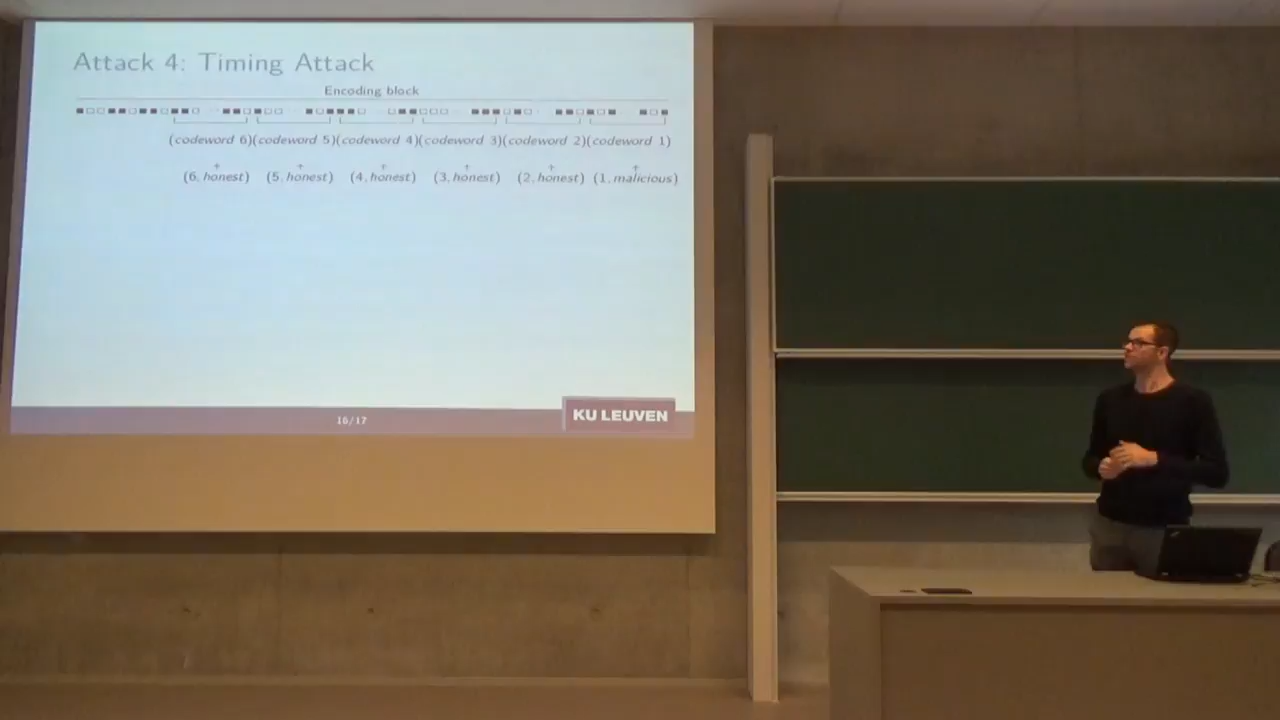 Attack 4: Timing Attack
Encoding block
(codeword 6)(codeword 5)(codeword 4)(codeword 3)(codeword 2)(codeword 1)
+ + + + + +
(6, honest) (5, honest) (4, honest) (3, honest) (2, honest) (1, malicious)
16/17
KU LEUVEN